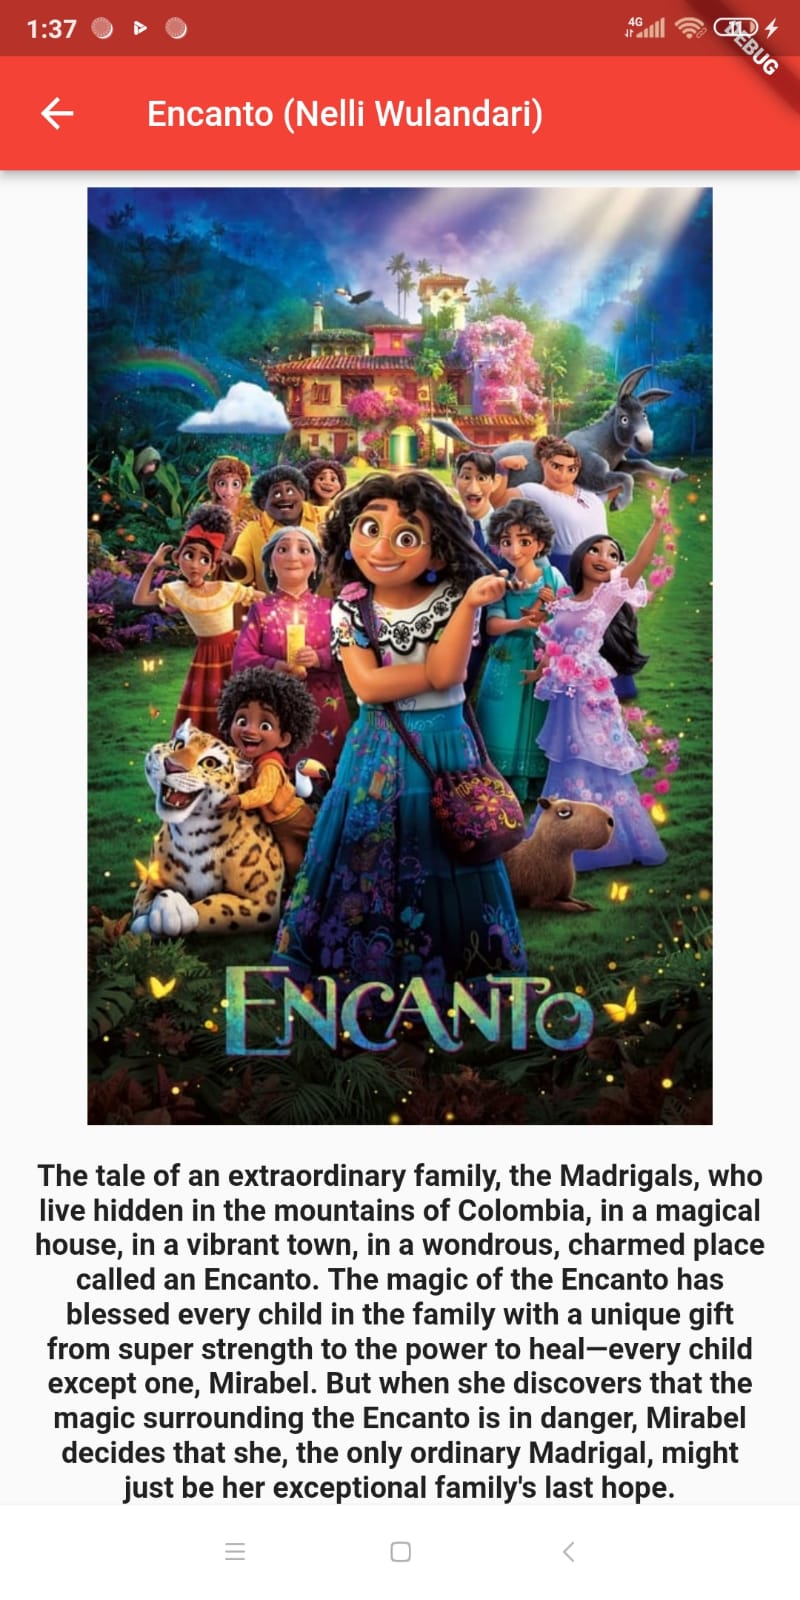 1:37
4G
11
DEBUG
Encanto (Nelli Wulandari)
ENCANTO
The tale of an extraordinary family, the Madrigals, who
live hidden in the mountains of Colombia, in a magical
house, in a vibrant town, in a wondrous, charmed place
called an Encanto. The magic of the Encanto has
blessed every child in the family with a unique gift
from super strength to the power to heal—every child
except one, Mirabel. But when she discovers that the
magic surrounding the Encanto is in danger, Mirabel
decides that she, the only ordinary Madrigal, might
just be her exceptional family's last hope.